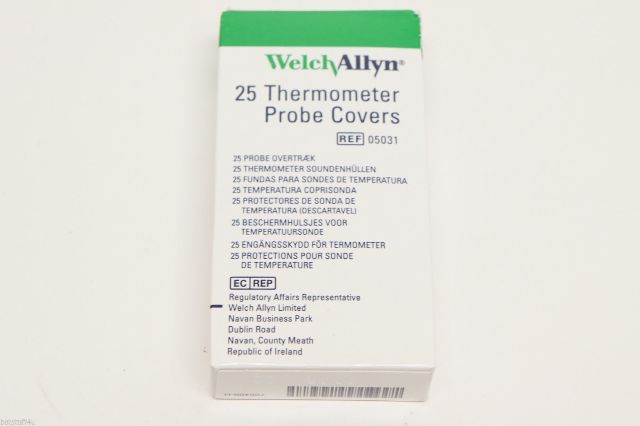 WelchAllyn®
25 Thermometer
Probe Covers
REF 05031
25 PROBE OVERTRÆK
25 THERMOMETER SOUNDENHÜLLEN
25 FUNDAS PARA SONDES DE TEMPERATURA
25 TEMPERATURA COPRISONDA
25 PROTECTORES DE SONDA DE
TEMPERATURA (DESCARTAVEL)
25 BESCHERMHULSJES VOOR
TEMPERATUURSONDE
25 ENGÄNGSSKYDD FÖR TERMOMETER
25 PROTECTIONS POUR SONDE
DE TEMPERATURE
EC REP
Regulatory Affairs Representative
Welch Allyn Limited
Navan Business Park
Dublin Road
Navan, County Meath
Republic of Ireland